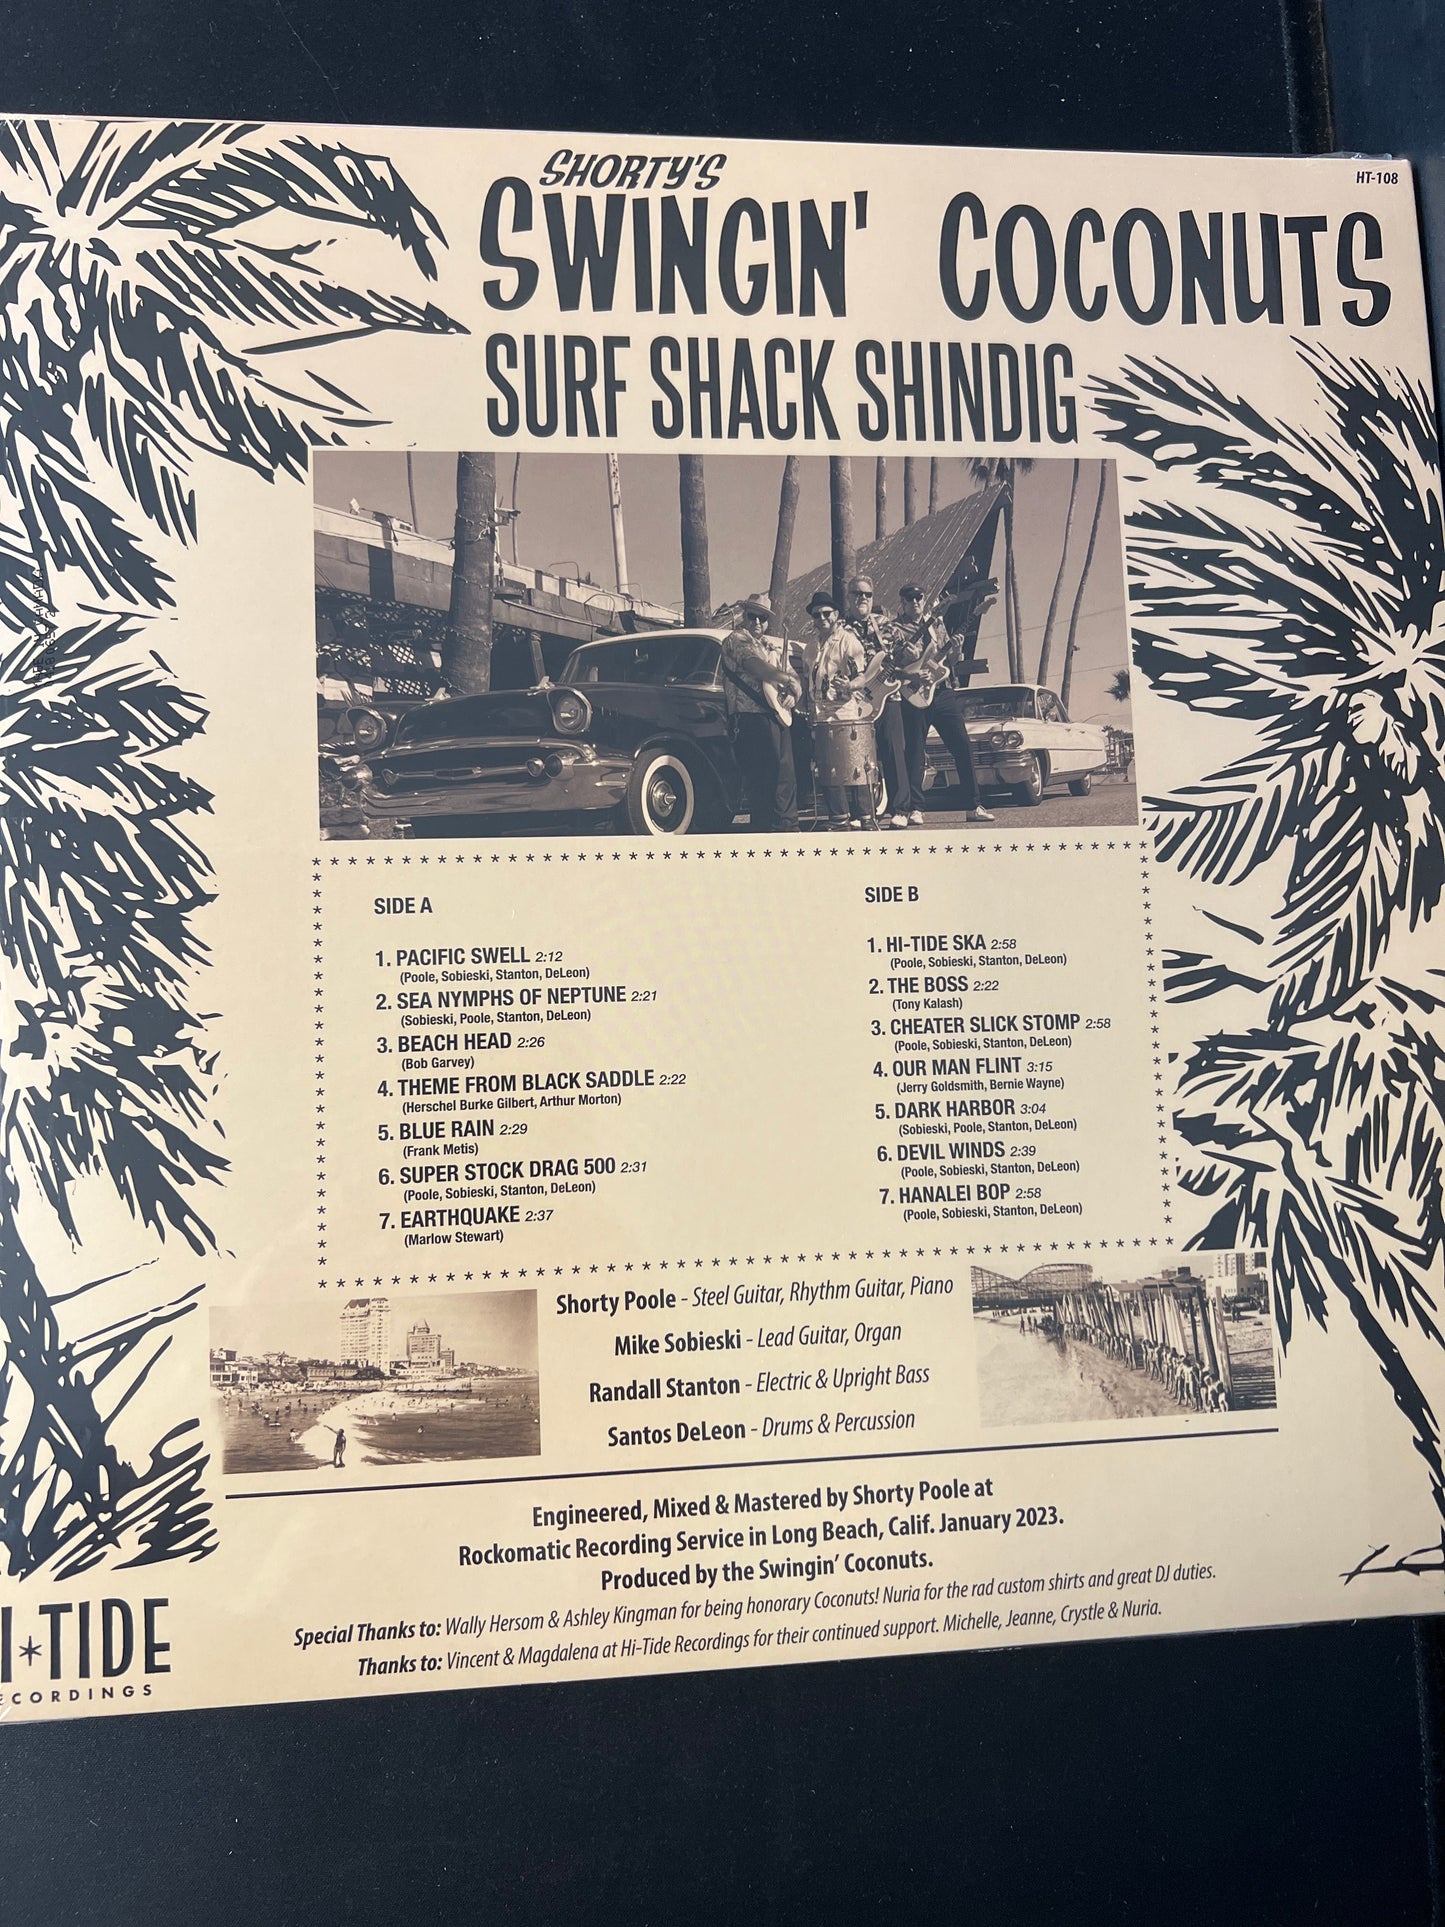 HT-108
SHORTY'S
SWINGIN' COCONUTS
SURF SHACK SHINDIG
SIDE A
1. PACIFIC SWELL 2:12
(Poole, Sobieski, Stanton, DeLeon)
2. SEA NYMPHS OF NEPTUNE 2:21
(Sobieski, Poole, Stanton, DeLeon)
3. BEACH HEAD 2:26
(Bob Garvey)
4. THEME FROM BLACK SADDLE 2:22
(Herschel Burke Gilbert, Arthur Morton)
5. BLUE RAIN 2:29
(Frank Metis)
6. SUPER STOCK DRAG 500 2:31
(Poole, Sobieski, Stanton, DeLeon)
7. EARTHQUAKE 2:37
(Marlow Stewart)
SIDE B
1. HI-TIDE SKA 2:58
(Poole, Sobieski, Stanton, DeLeon)
2. THE BOSS 2:22
(Tony Kalash)
3. CHEATER SLICK STOMP 2:58
(Poole, Sobieski, Stanton, DeLeon)
4. OUR MAN FLINT 3:15
(Jerry Goldsmith, Bernie Wayne)
5. DARK HARBOR 3:04
(Sobieski, Poole, Stanton, DeLeon)
6. DEVIL WINDS 2:39
(Poole, Sobieski, Stanton, DeLeon)
7. HANALEI BOP 2:58
(Poole, Sobieski, Stanton, DeLeon)
Shorty Poole - Steel Guitar, Rhythm Guitar, Piano
Mike Sobieski - Lead Guitar, Organ
Randall Stanton - Electric & Upright Bass
Santos DeLeon - Drums & Percussion
Engineered, Mixed & Mastered by Shorty Poole at
Rockomatic Recording Service in Long Beach, Calif. January 2023.
Produced by the Swingin' Coconuts.
Special Thanks to: Wally Hersom & Ashley Kingman for being honorary Coconuts! Nuria for the rad custom shirts and great DJ duties.
Thanks to: Vincent & Magdalena at Hi-Tide Recordings for their continued support. Michelle, Jeanne, Crystle & Nuria.
I*TIDE
ECORDINGS